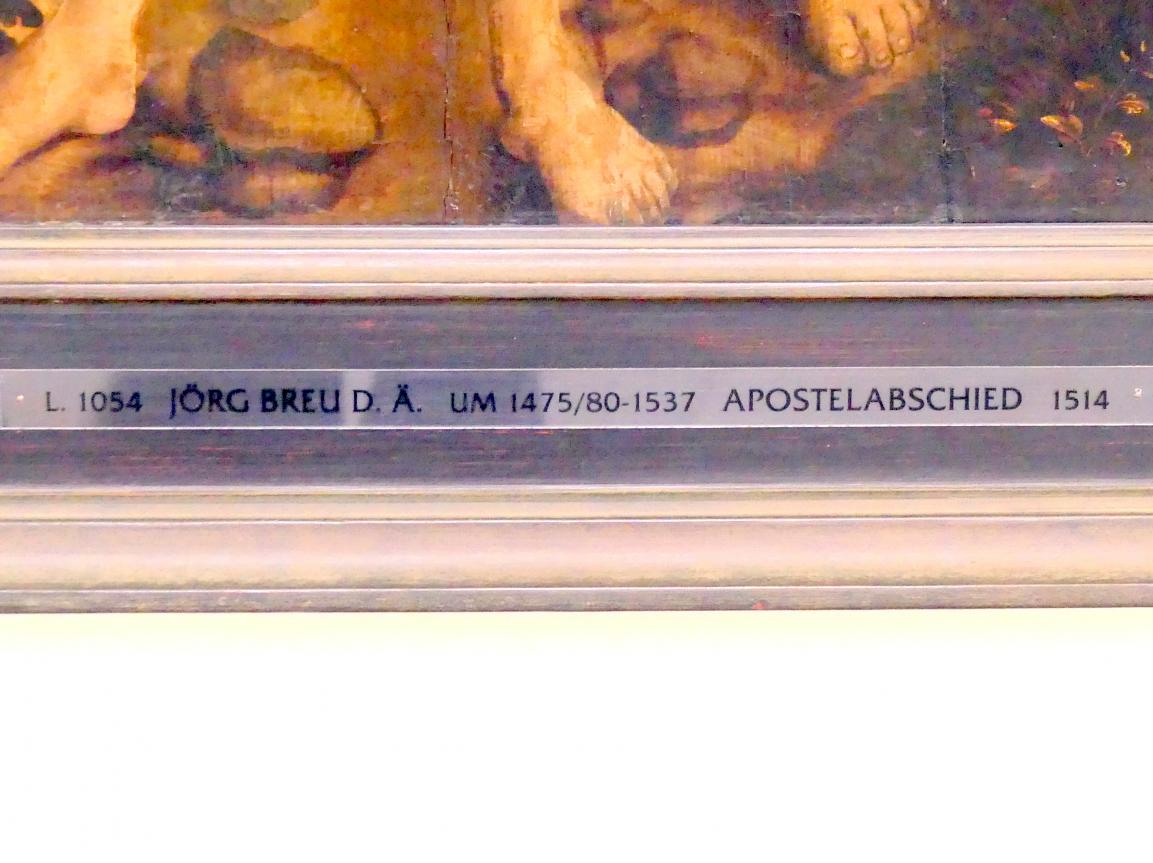 L. 1054 JÖRG BREU D. Ä. UM 1475/80-1537 APOSTELABSCHIED 1514